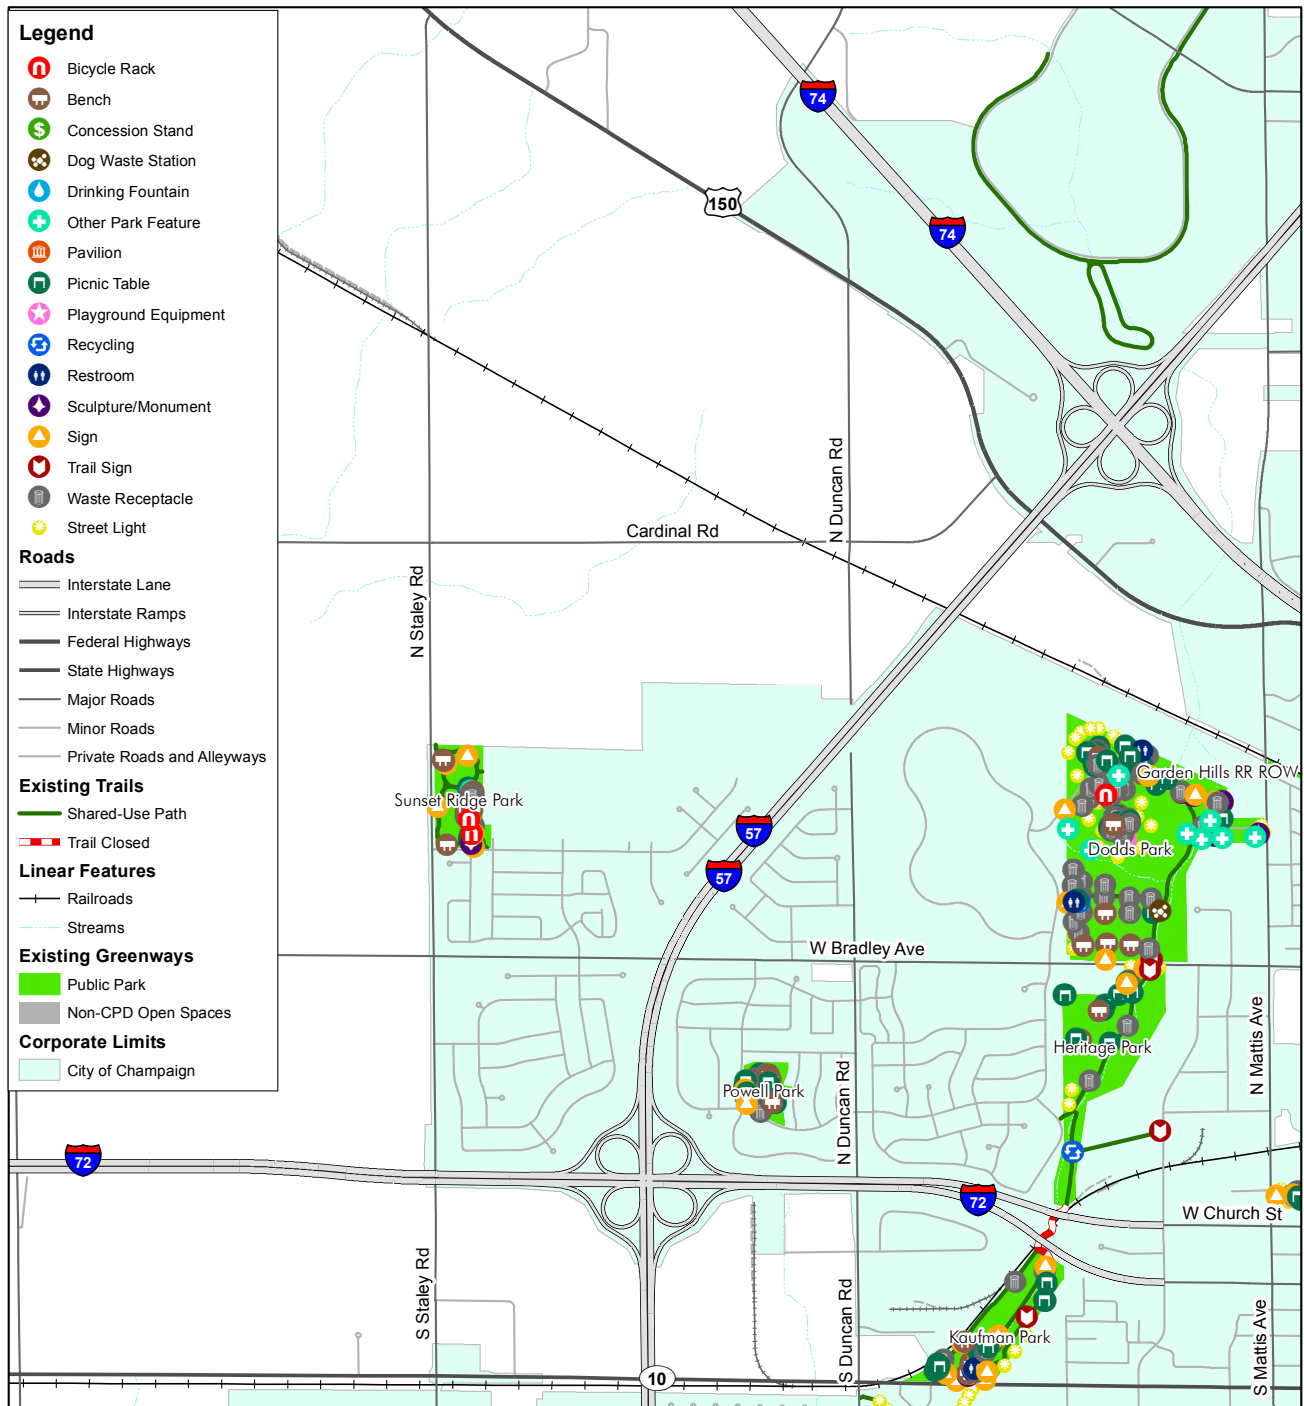 Legend
Bicycle Rack
Bench
Concession Stand
Dog Waste Station
Drinking Fountain
Other Park Feature
Pavilion
Picnic Table
Playground Equipment
Recycling
Restroom
Sculpture/Monument
Sign
Trail Sign
Waste Receptacle
Street Light
Roads
Interstate Lane
Interstate Ramps
Federal Highways
State Highways
Major Roads
Minor Roads
Private Roads and Alleyways
Existing Trails
Shared-Use Path
Trail Closed
Linear Features
Railroads
Streams
Existing Greenways
Public Park
Non-CPD Open Spaces
Corporate Limits
City of Champaign
74
150
74
N Duncan Rd
Cardinal Rd
N Staley Rd
Garden Hills RR ROW
Sunset Ridge Park
57
Dodds Park
57
W Bradley Ave
N Mattis Ave
Heritage Park
Powell Park
N Duncan Rd
72
72
W Church St
S Staley Rd
S Duncan Rd
S Mattis Ave
Kaufman Park
10